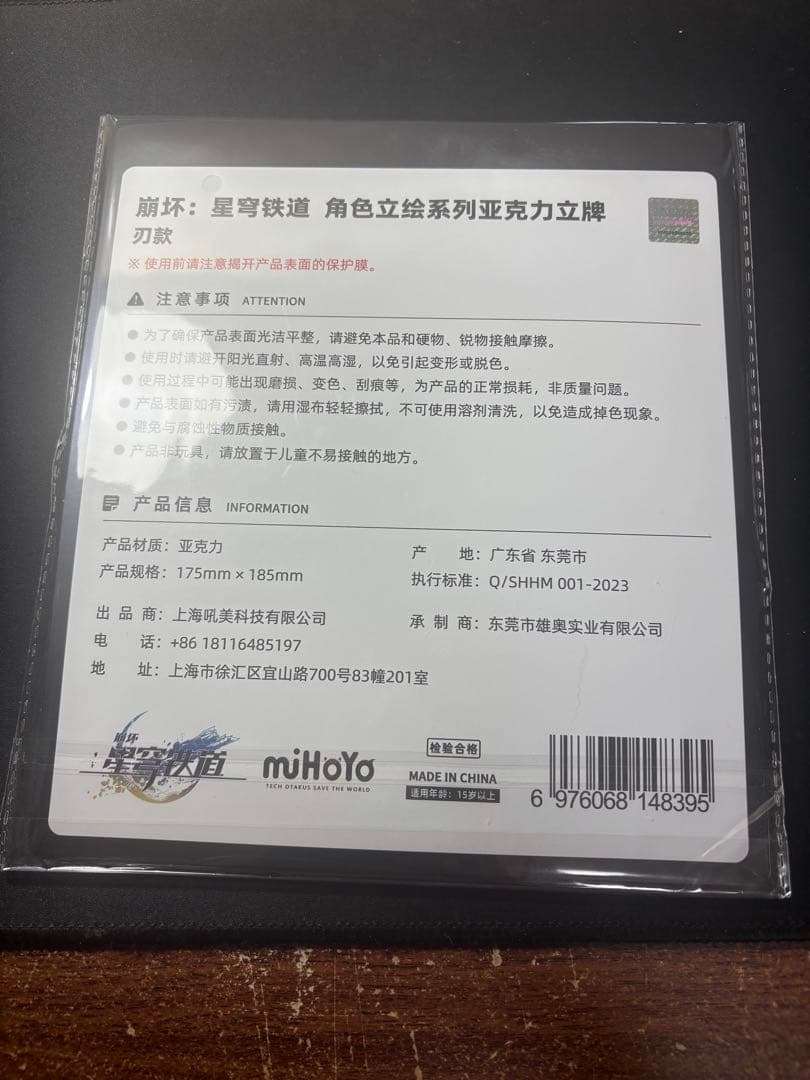 崩坏：星穹铁道 角色立绘系列亚克力立牌
刃款
※ 使用前请注意揭开产品表面的保护膜。
注意事项 ATTENTION
● 为了确保产品表面光洁平整，请避免本品和硬物、锐物接触摩擦。
● 使用时请避开阳光直射、高温高湿，以免引起变形或脱色。
● 使用过程中可能出现磨损、变色、刮痕等，为产品的正常损耗，非质量问题。
● 产品表面如有污渍，请用湿布轻轻擦拭，不可使用溶剂清洗，以免造成掉色现象。
● 避免与腐蚀性物质接触。
● 产品非玩具，请放置于儿童不易接触的地方。
产品信息 INFORMATION
产品材质：亚克力
产 地：广东省 东莞市
产品规格：175mm × 185mm
执行标准：Q/SHHM 001-2023
出 品 商：上海吼美科技有限公司
承 制 商：东莞市雄奥实业有限公司
电 话：+86 18116485197
地 址：上海市徐汇区宜山路700号83幢201室
崩坏
星穹铁道
miHoYo
TECH OTAKUS SAVE THE WORLD
检验合格
MADE IN CHINA
适用年龄：15岁以上
6 976068 148395